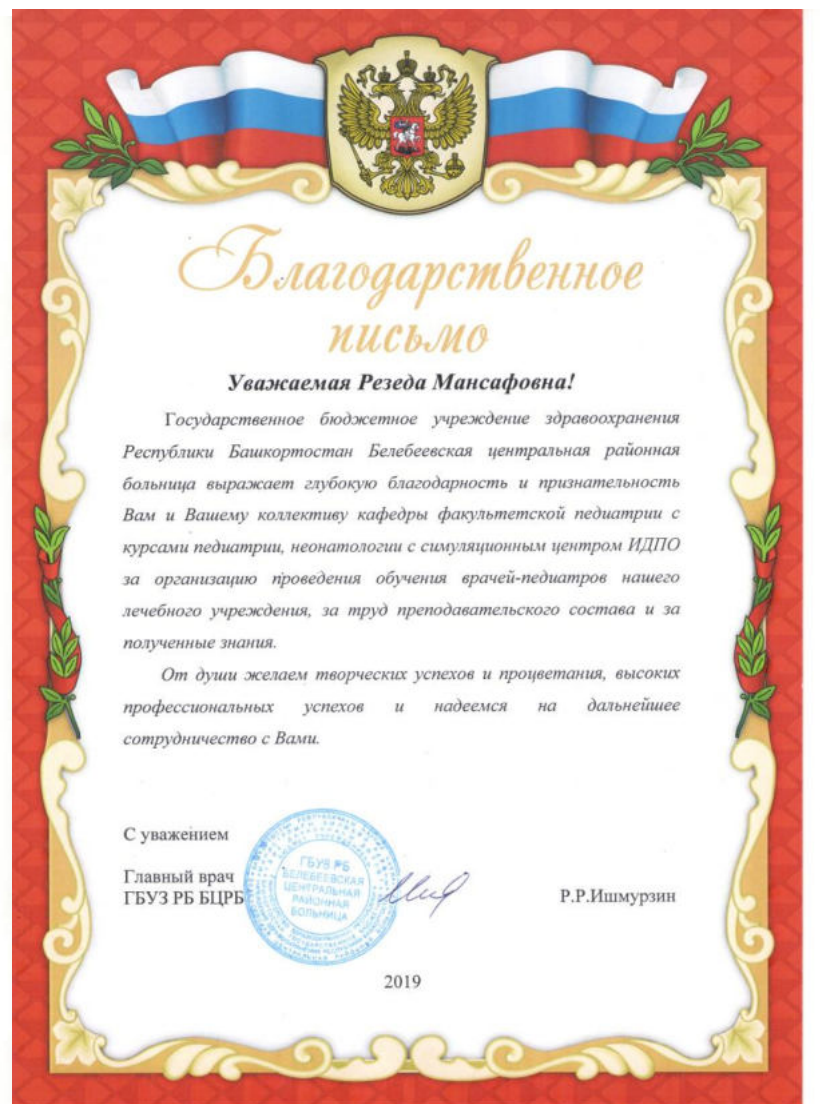 Благодарственное
письмо
Уважаемая Резеда Мансафовна!
Государственное бюджетное учреждение здравоохранения
Республики Башкортостан Белебеевская центральная районная
больница выражает глубокую благодарность и признательность
Вам и Вашему коллективу кафедры факультетской педиатрии с
курсами педиатрии, неонатологии с симуляционным центром ИДПО
за организацию проведения обучения врачей-педиатров нашего
лечебного учреждения, за труд преподавательского состава и за
полученные знания.
От души желаем творческих успехов и процветания, высоких
профессиональных успехов и надеемся на дальнейшее
сотрудничество с Вами.
С уважением
Главный врач
ГБУЗ РБ БЦРБ
Р.Р.Ишмурзин
ГБУЗ РБ
БЕЛЕБЕЕВСКАЯ
ЦЕНТРАЛЬНАЯ
РАЙОННАЯ
БОЛЬНИЦА
2019